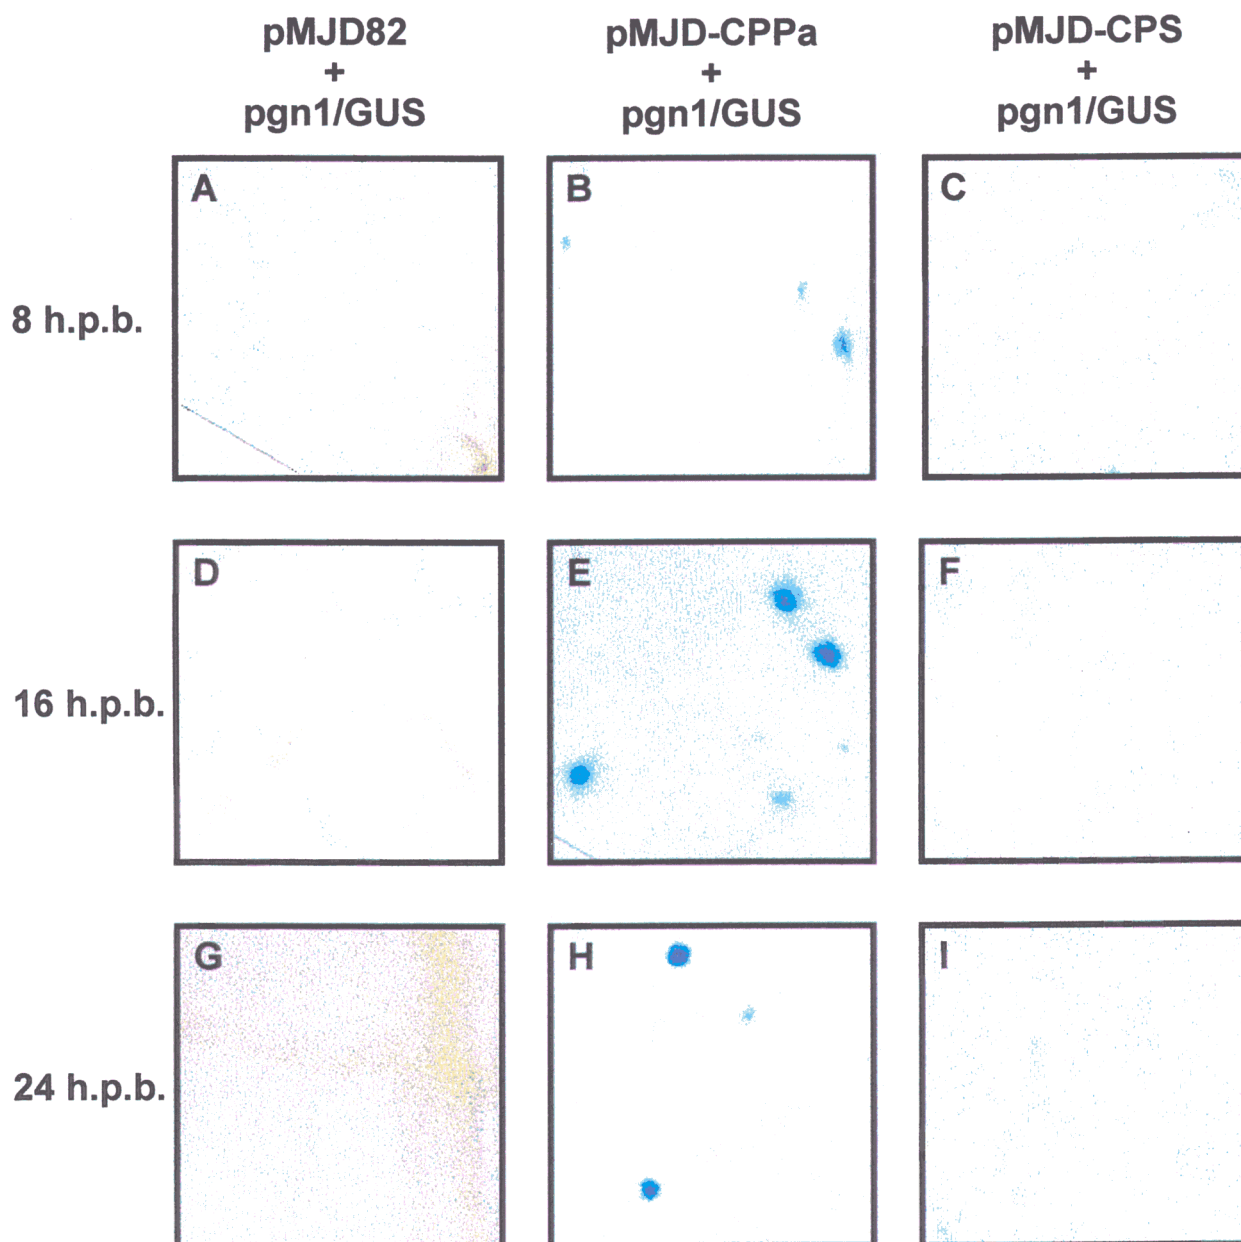 pMJD82
+
pgn1/GUS
pMJD-CPPa
+
pgn1/GUS
pMJD-CPS
+
pgn1/GUS
8 h.p.b.
A
B
C
16 h.p.b.
D
E
F
24 h.p.b.
G
H
I